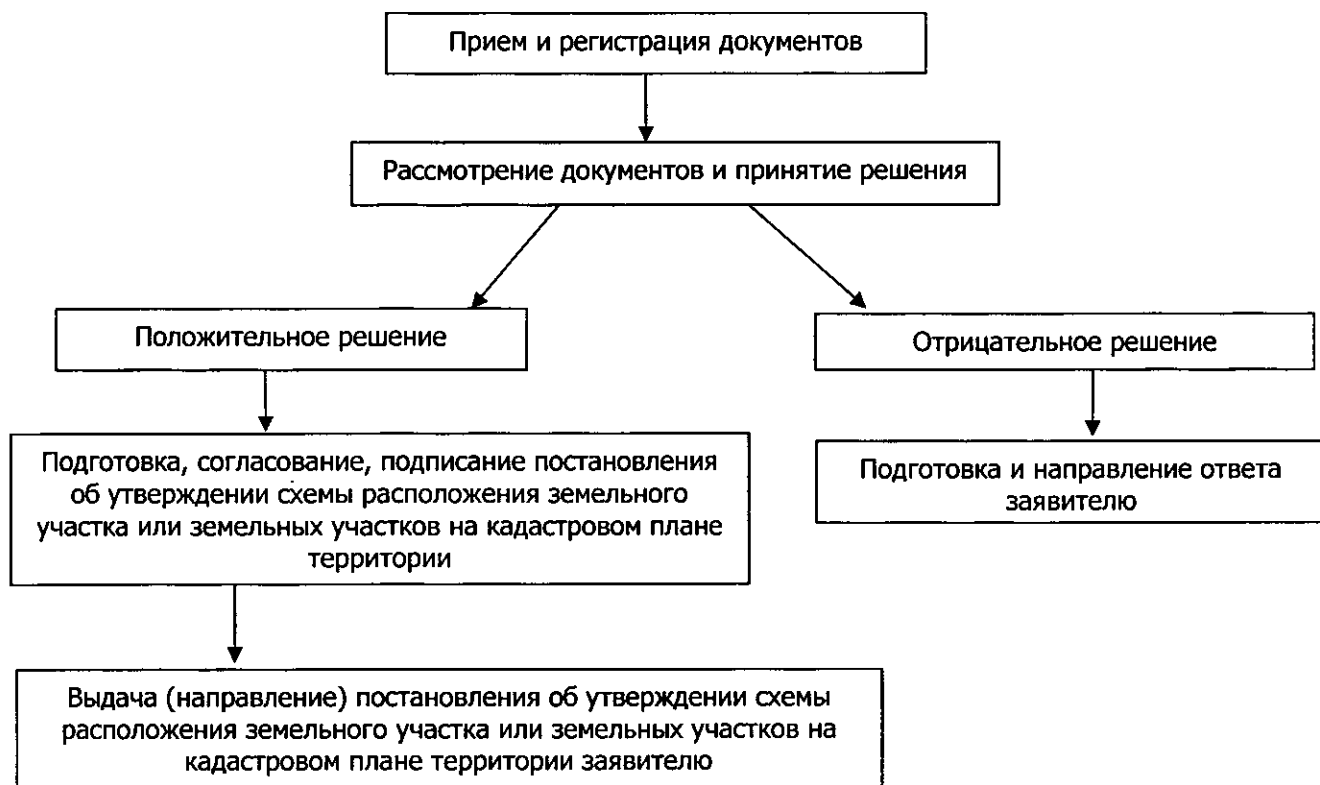 Прием и регистрация документов
Рассмотрение документов и принятие решения
Положительное решение
Отрицательное решение
Подготовка, согласование, подписание постановления
об утверждении схемы расположения земельного
участка или земельных участков на кадастровом плане
территории
Подготовка и направление ответа
заявителю
Выдача (направление) постановления об утверждении схемы
расположения земельного участка или земельных участков на
кадастровом плане территории заявителю